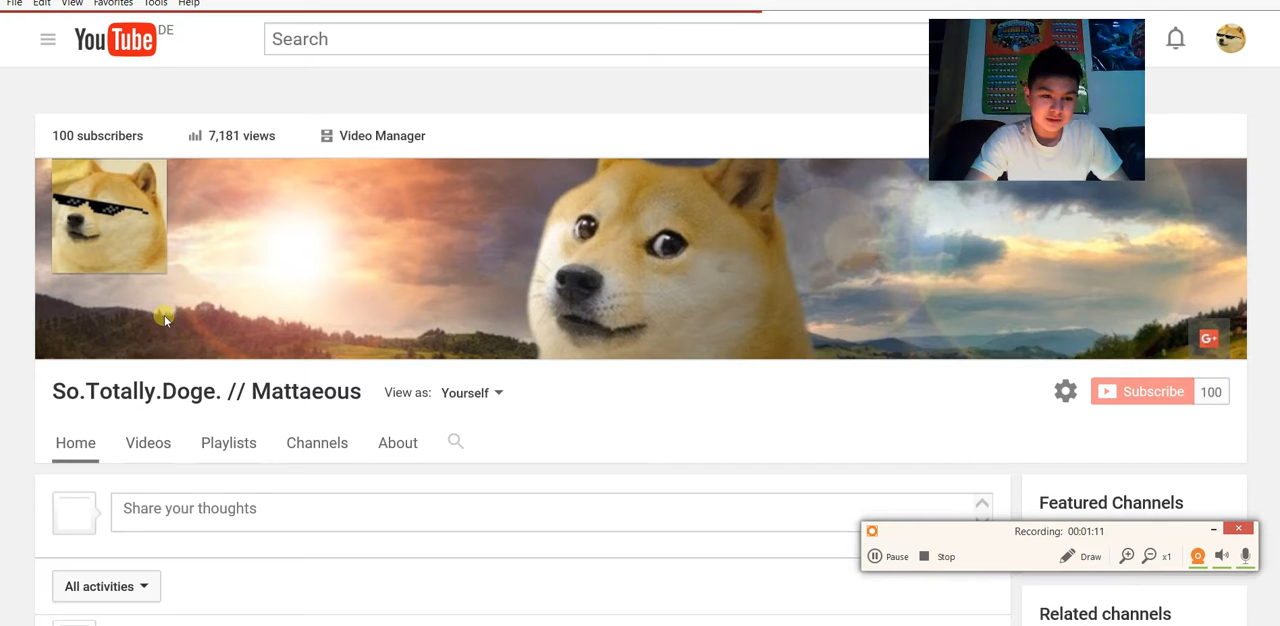 File Edit View Favorites Tools Help
YouTube DE
Search
100 subscribers 7,181 views Video Manager
G+
So.Totally.Doge. // Mattaeous View as: Yourself
Subscribe 100
Home Videos Playlists Channels About
Share your thoughts
Featured Channels
Recording: 00:01:11
Pause Stop Draw x1
All activities
Related channels